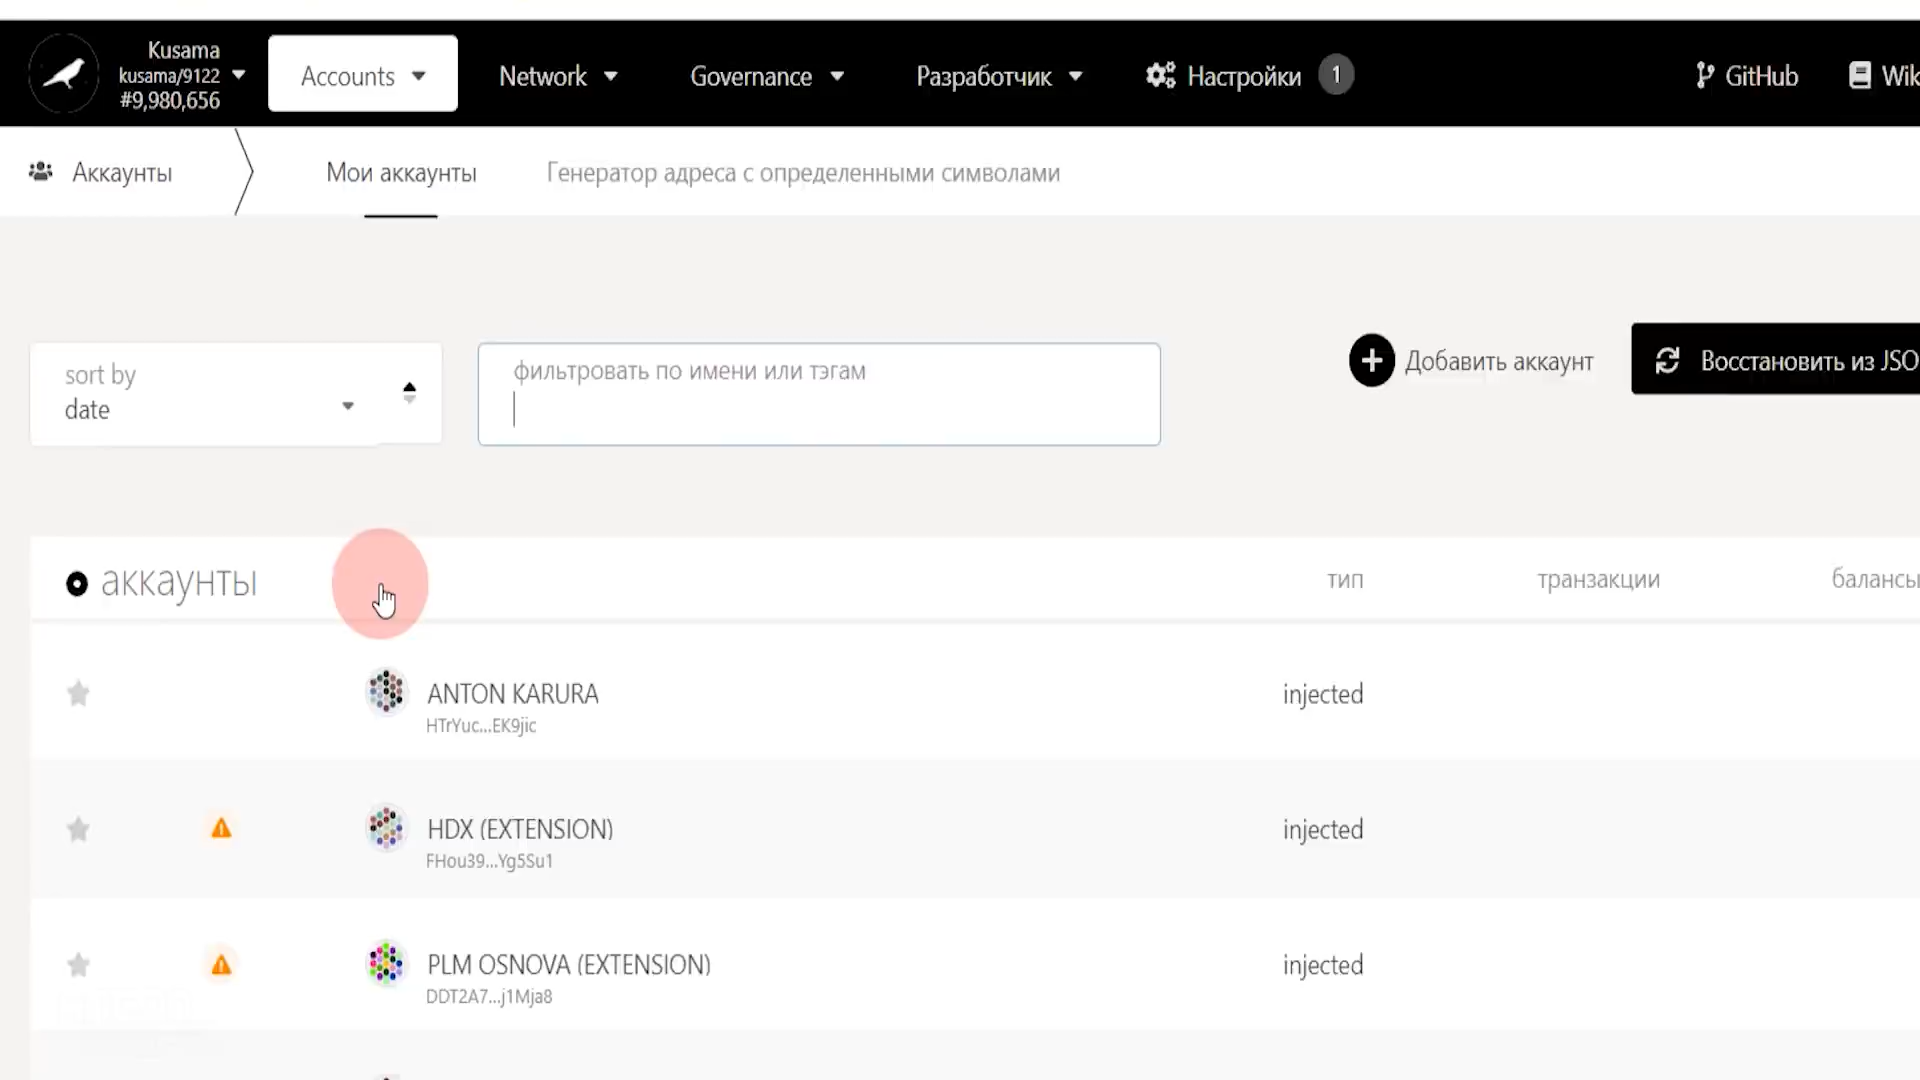 Kusama
kusama/9122
#9,980,656
Accounts
Network
Governance
Разработчик
Настройки
1
GitHub
Wik
Аккаунты
Мои аккаунты
Генератор адреса с определенными символами
sort by
date
фильтровать по имени или тэгам
Добавить аккаунт
Восстановить из JSO
аккаунты
тип
транзакции
балансы
ANTON KARURA
HTrYuc...EK9jic
injected
HDX (EXTENSION)
FHou39...Yg5Su1
injected
PLM OSNOVA (EXTENSION)
DDT2A7...j1Mja8
injected